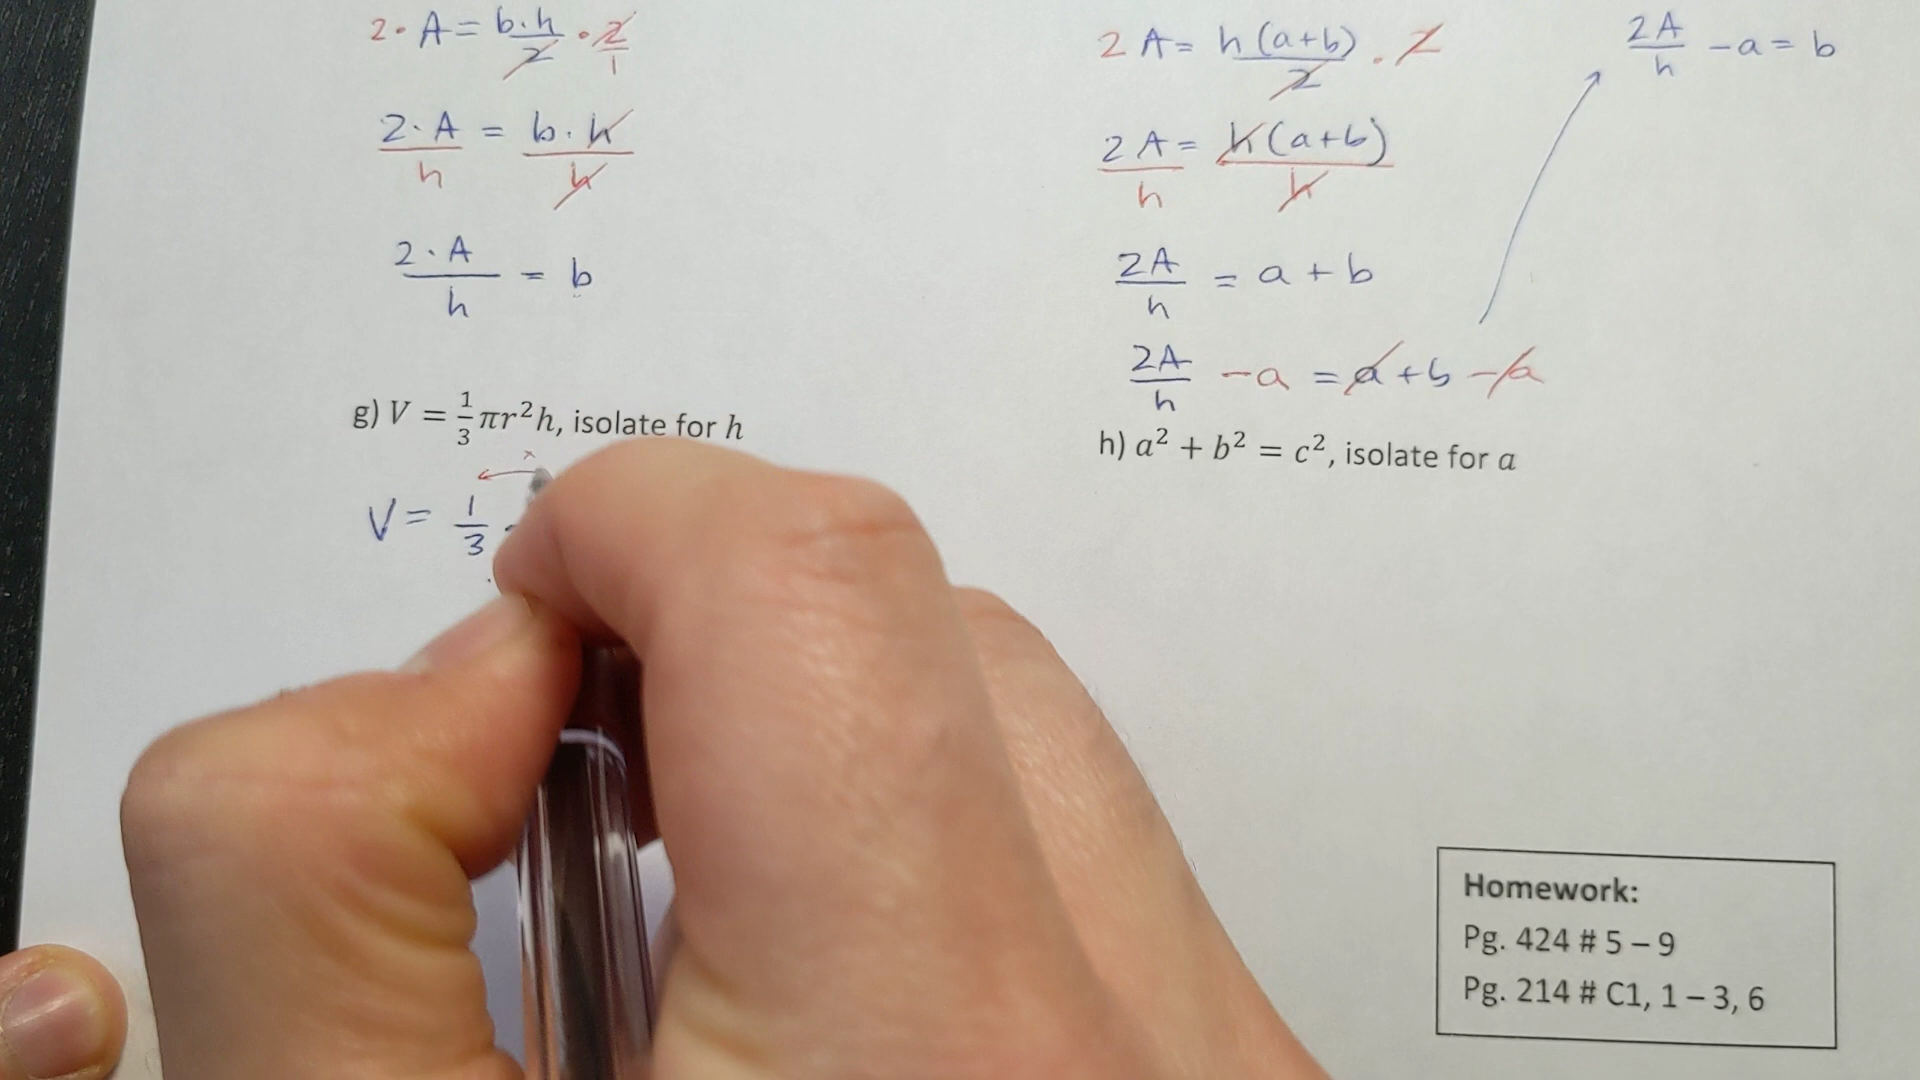 2 · A = b · h / 2 · 2 / 1
2 · A / h = b · h / h
2 · A / h = b
g) V = 1/3 πr²h, isolate for h
x
V = 1/3 ·
2 A = h (a + b) / 2 · 2
2 A / h = h (a + b) / h
2A / h = a + b
2A / h - a = a + b - a
2A / h - a = b
h) a² + b² = c², isolate for a
Homework:
Pg. 424 # 5 – 9
Pg. 214 # C1, 1 – 3, 6